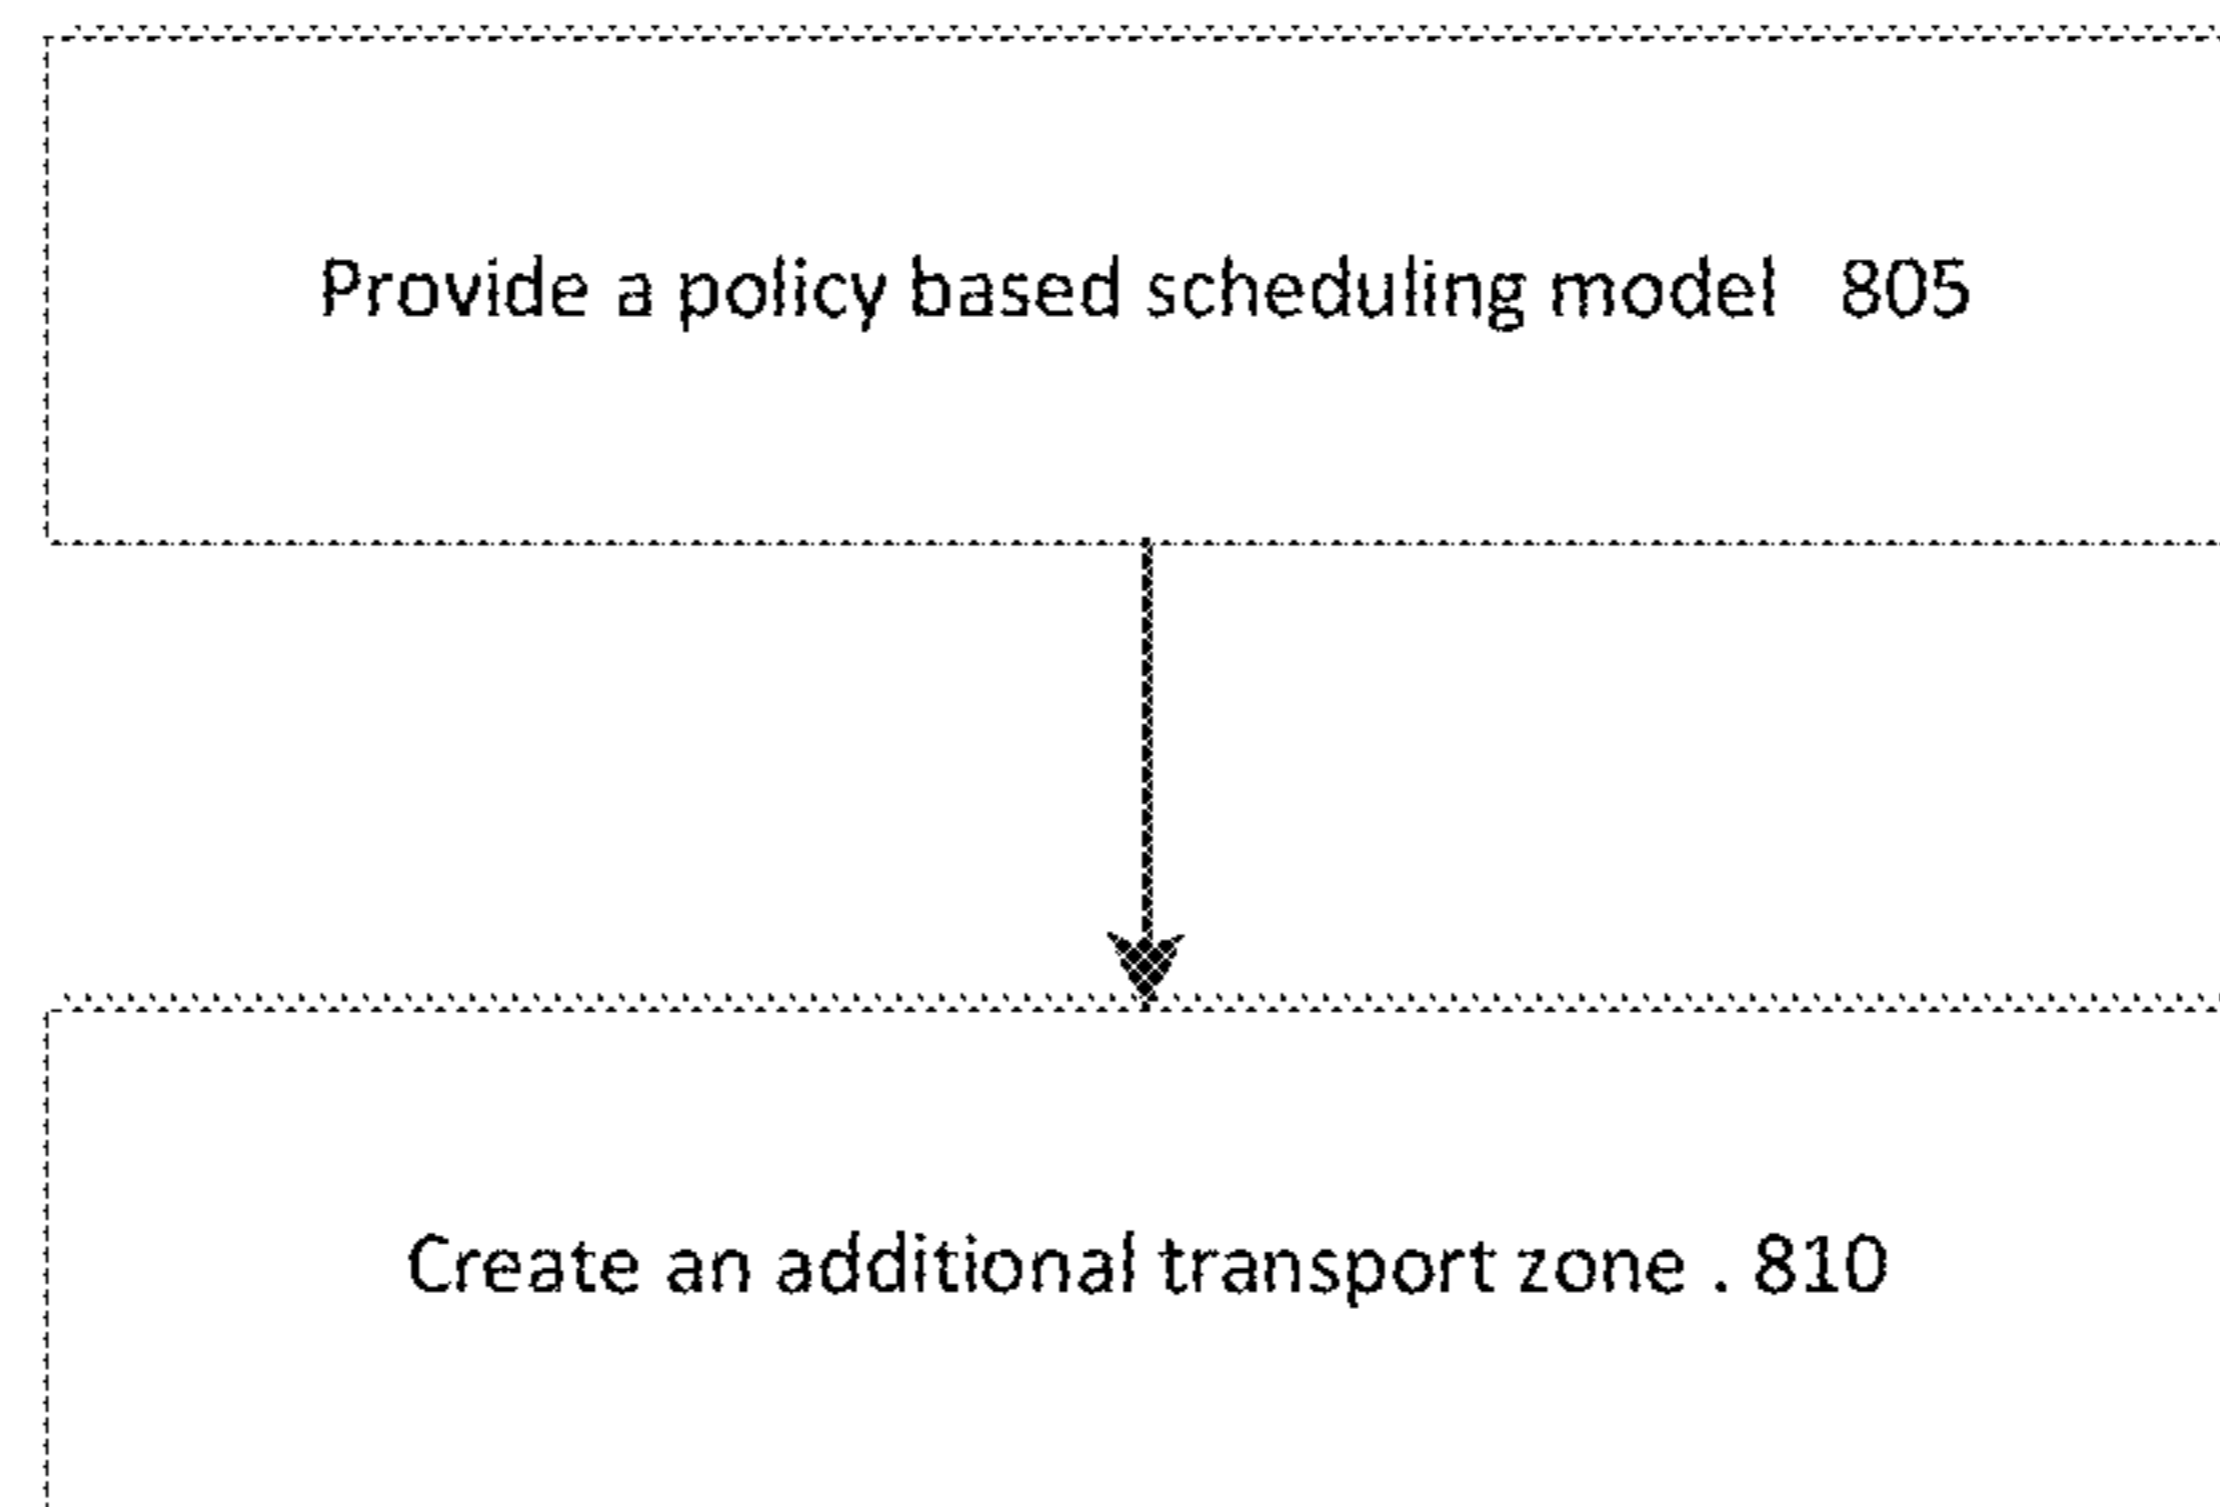 Provide a policy based scheduling model 805
Create an additional transport zone . 810